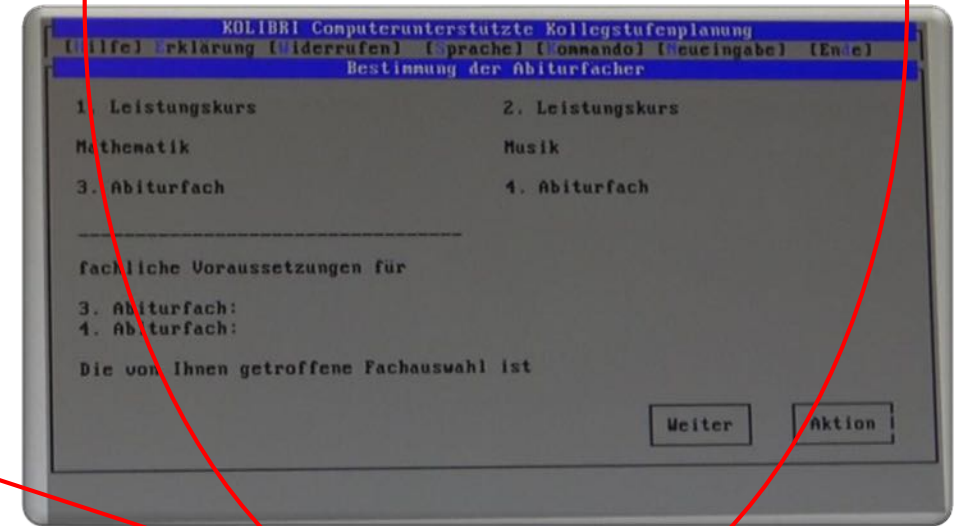 KOLIBRI Computerunterstützte Kollegstufenplanung
[Hilfe] Erklärung [Widerrufen] [Sprache] [Kommando] [Neueingabe] [Ende]
Bestimmung der Abiturfächer
1. Leistungskurs 2. Leistungskurs
Mathematik Musik
3. Abiturfach 4. Abiturfach
fachliche Voraussetzungen für
3. Abiturfach:
4. Abiturfach:
Die von Ihnen getroffene Fachauswahl ist
Weiter Aktion